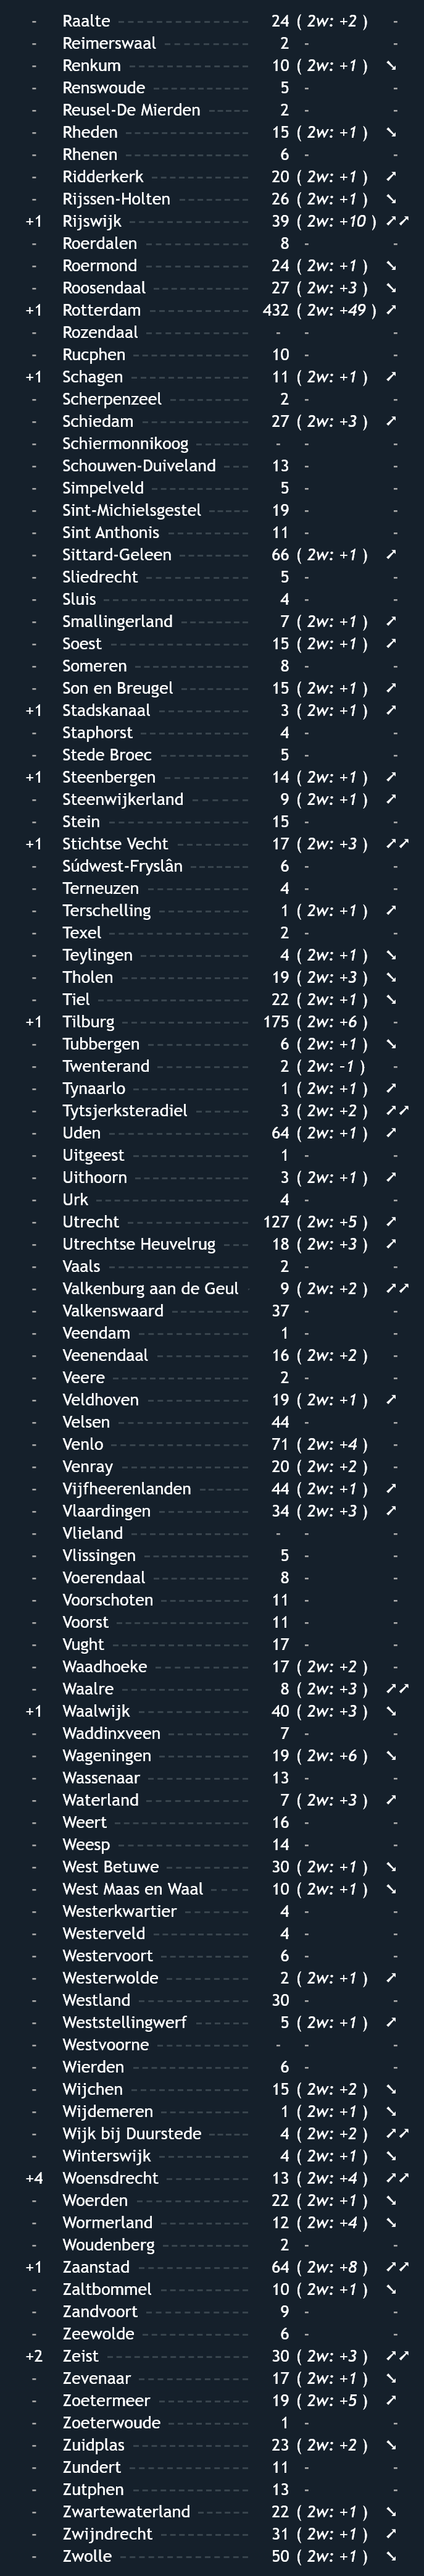 - Raalte 24 ( 2w: +2 ) -
- Reimerswaal 2 - -
- Renkum 10 ( 2w: +1 ) ➘
- Renswoude 5 - -
- Reusel-De Mierden 2 - -
- Rheden 15 ( 2w: +1 ) ➘
- Rhenen 6 - -
- Ridderkerk 20 ( 2w: +1 ) ➚
- Rijssen-Holten 26 ( 2w: +1 ) ➘
+1 Rijswijk 39 ( 2w: +10 ) ➚➚
- Roerdalen 8 - -
- Roermond 24 ( 2w: +1 ) ➘
- Roosendaal 27 ( 2w: +3 ) ➘
+1 Rotterdam 432 ( 2w: +49 ) ➚
- Rozendaal - - -
- Rucphen 10 - -
+1 Schagen 11 ( 2w: +1 ) ➚
- Scherpenzeel 2 - -
- Schiedam 27 ( 2w: +3 ) ➚
- Schiermonnikoog - - -
- Schouwen-Duiveland 13 - -
- Simpelveld 5 - -
- Sint-Michielsgestel 19 - -
- Sint Anthonis 11 - -
- Sittard-Geleen 66 ( 2w: +1 ) ➚
- Sliedrecht 5 - -
- Sluis 4 - -
- Smallingerland 7 ( 2w: +1 ) ➚
- Soest 15 ( 2w: +1 ) ➚
- Someren 8 - -
- Son en Breugel 15 ( 2w: +1 ) ➚
+1 Stadskanaal 3 ( 2w: +1 ) ➚
- Staphorst 4 - -
- Stede Broec 5 - -
+1 Steenbergen 14 ( 2w: +1 ) ➚
- Steenwijkerland 9 ( 2w: +1 ) ➚
- Stein 15 - -
+1 Stichtse Vecht 17 ( 2w: +3 ) ➚➚
- Súdwest-Fryslân 6 - -
- Terneuzen 4 - -
- Terschelling 1 ( 2w: +1 ) ➚
- Texel 2 - -
- Teylingen 4 ( 2w: +1 ) ➘
- Tholen 19 ( 2w: +3 ) ➘
- Tiel 22 ( 2w: +1 ) ➘
+1 Tilburg 175 ( 2w: +6 ) -
- Tubbergen 6 ( 2w: +1 ) ➘
- Twenterand 2 ( 2w: -1 ) -
- Tynaarlo 1 ( 2w: +1 ) ➚
- Tytsjerksteradiel 3 ( 2w: +2 ) ➚➚
- Uden 64 ( 2w: +1 ) ➚
- Uitgeest 1 - -
- Uithoorn 3 ( 2w: +1 ) ➚
- Urk 4 - -
- Utrecht 127 ( 2w: +5 ) ➚
- Utrechtse Heuvelrug 18 ( 2w: +3 ) ➚
- Vaals 2 - -
- Valkenburg aan de Geul 9 ( 2w: +2 ) ➚➚
- Valkenswaard 37 - -
- Veendam 1 - -
- Veenendaal 16 ( 2w: +2 ) -
- Veere 2 - -
- Veldhoven 19 ( 2w: +1 ) ➚
- Velsen 44 - -
- Venlo 71 ( 2w: +4 ) -
- Venray 20 ( 2w: +2 ) -
- Vijfheerenlanden 44 ( 2w: +1 ) ➚
- Vlaardingen 34 ( 2w: +3 ) ➚
- Vlieland - - -
- Vlissingen 5 - -
- Voerendaal 8 - -
- Voorschoten 11 - -
- Voorst 11 - -
- Vught 17 - -
- Waadhoeke 17 ( 2w: +2 ) -
- Waalre 8 ( 2w: +3 ) ➚➚
+1 Waalwijk 40 ( 2w: +3 ) ➘
- Waddinxveen 7 - -
- Wageningen 19 ( 2w: +6 ) ➘
- Wassenaar 13 - -
- Waterland 7 ( 2w: +3 ) ➚
- Weert 16 - -
- Weesp 14 - -
- West Betuwe 30 ( 2w: +1 ) ➘
- West Maas en Waal 10 ( 2w: +1 ) ➘
- Westerkwartier 4 - -
- Westerveld 4 - -
- Westervoort 6 - -
- Westerwolde 2 ( 2w: +1 ) ➚
- Westland 30 - -
- Weststellingwerf 5 ( 2w: +1 ) ➚
- Westvoorne - - -
- Wierden 6 - -
- Wijchen 15 ( 2w: +2 ) ➘
- Wijdemeren 1 ( 2w: +1 ) ➘
- Wijk bij Duurstede 4 ( 2w: +2 ) ➚➚
- Winterswijk 4 ( 2w: +1 ) ➘
+4 Woensdrecht 13 ( 2w: +4 ) ➚➚
- Woerden 22 ( 2w: +1 ) ➘
- Wormerland 12 ( 2w: +4 ) ➘
- Woudenberg 2 - -
+1 Zaanstad 64 ( 2w: +8 ) ➚➚
- Zaltbommel 10 ( 2w: +1 ) ➘
- Zandvoort 9 - -
- Zeewolde 6 - -
+2 Zeist 30 ( 2w: +3 ) ➚➚
- Zevenaar 17 ( 2w: +1 ) ➘
- Zoetermeer 19 ( 2w: +5 ) ➚
- Zoeterwoude 1 - -
- Zuidplas 23 ( 2w: +2 ) ➘
- Zundert 11 - -
- Zutphen 13 - -
- Zwartewaterland 22 ( 2w: +1 ) ➘
- Zwijndrecht 31 ( 2w: +1 ) ➚
- Zwolle 50 ( 2w: +1 ) ➘